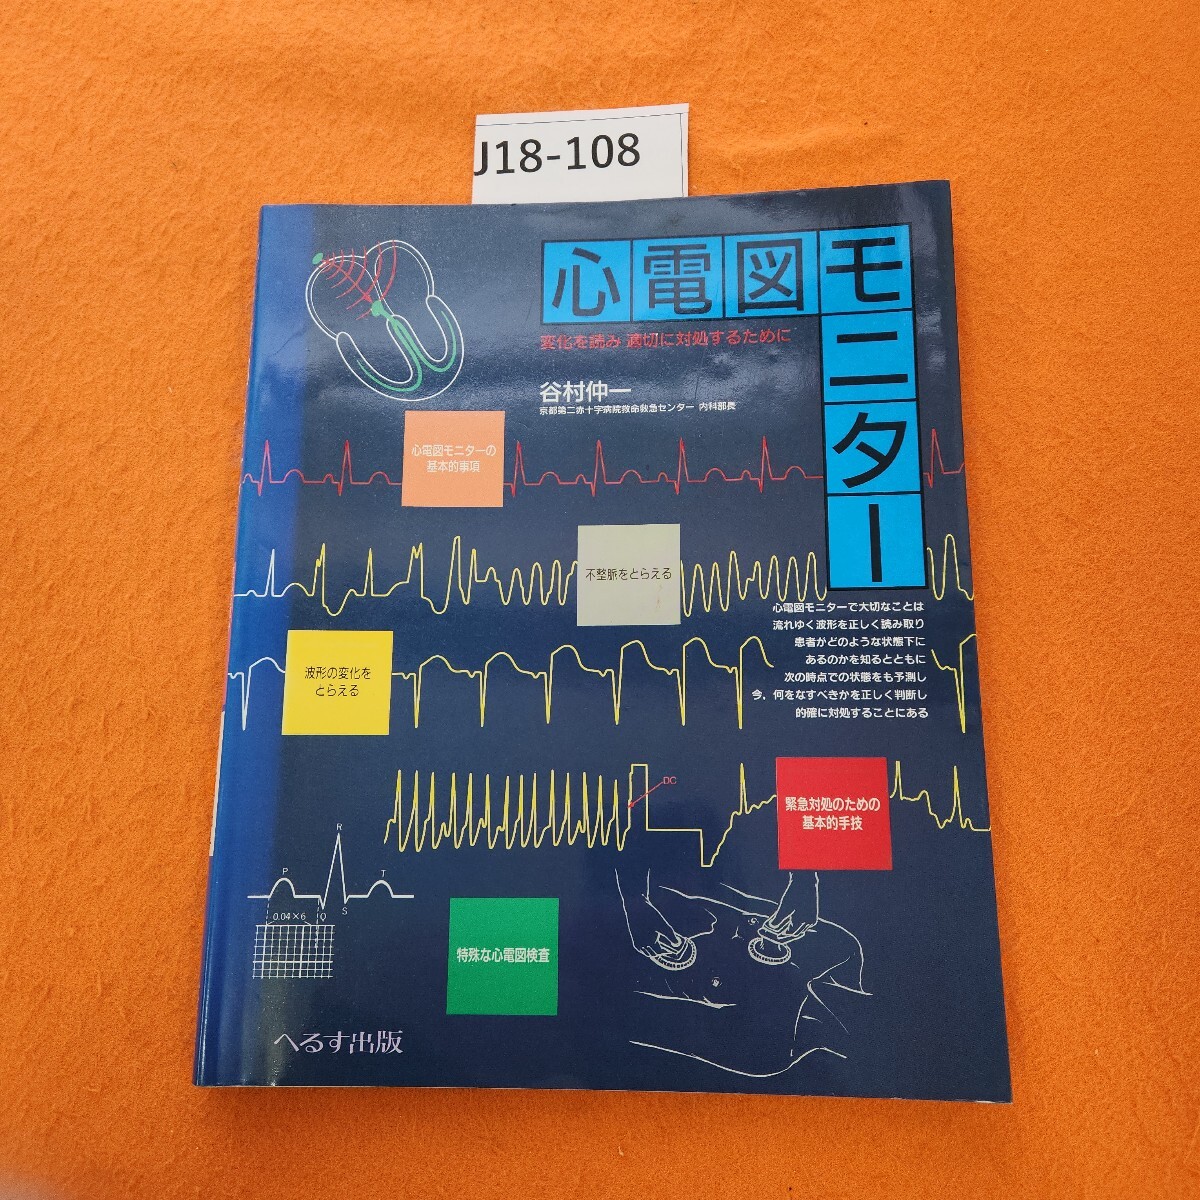 J18-108
心電図モニター
変化を読み 適切に対処するために
谷村仲一
京都第二赤十字病院救命救急センター 内科部長
心電図モニターの
基本的事項
不整脈をとらえる
心電図モニターで大切なことは
流れゆく波形を正しく読み取り
患者がどのような状態下に
あるのかを知るとともに
次の時点での状態をも予測し
今、何をなすべきかを正しく判断し
的確に対処することにある
波形の変化を
とらえる
DC
緊急対処のための
基本的手技
R
P
T
Q
S
0.04×6
特殊な心電図検査
へるす出版